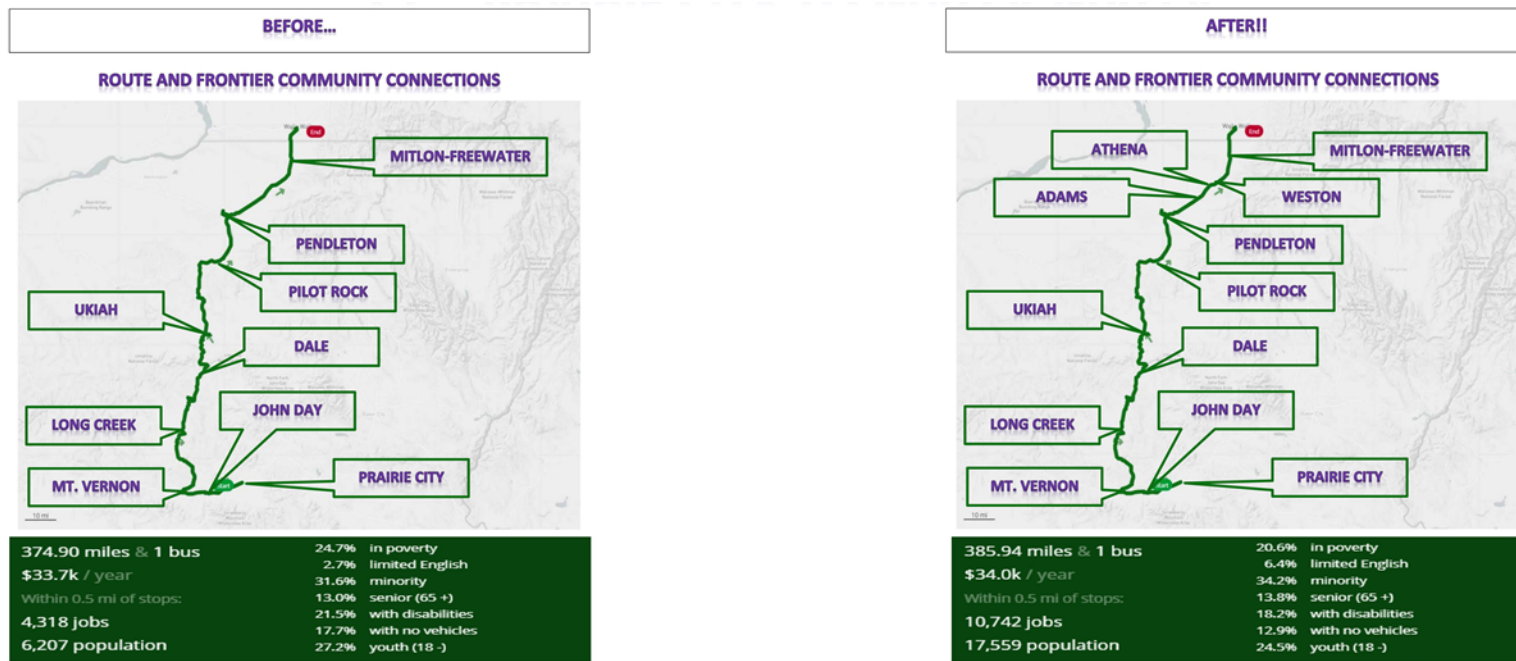 BEFORE...
ROUTE AND FRONTIER COMMUNITY CONNECTIONS
End
MITLON-FREEWATER
PENDLETON
PILOT ROCK
UKIAH
DALE
JOHN DAY
LONG CREEK
PRAIRIE CITY
MT. VERNON
10 mi
374.90 miles & 1 bus
$33.7k / year
Within 0.5 mi of stops:
4,318 jobs
6,207 population
24.7% in poverty
2.7% limited English
31.6% minority
13.0% senior (65 +)
21.5% with disabilities
17.7% with no vehicles
27.2% youth (18 -)
AFTER!!
ROUTE AND FRONTIER COMMUNITY CONNECTIONS
End
ATHENA
MITLON-FREEWATER
ADAMS
WESTON
PENDLETON
PILOT ROCK
UKIAH
DALE
JOHN DAY
LONG CREEK
PRAIRIE CITY
MT. VERNON
10 mi
385.94 miles & 1 bus
$34.0k / year
Within 0.5 mi of stops:
10,742 jobs
17,559 population
20.6% in poverty
6.4% limited English
34.2% minority
13.8% senior (65 +)
18.2% with disabilities
12.9% with no vehicles
24.5% youth (18 -)